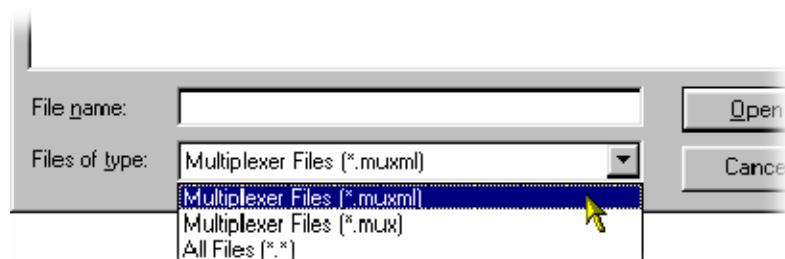 File name:
Open
Files of type:
Multiplexer Files (*.muxml)
Cance
Multiplexer Files (*.muxml)
Multiplexer Files (*.mux)
All Files (*.*)